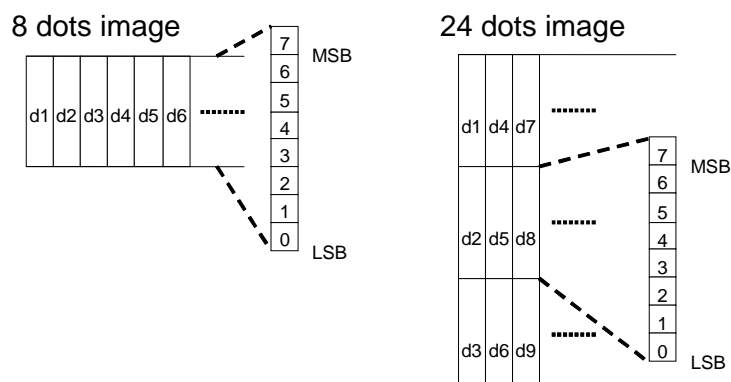 8 dots image
d1 d2 d3 d4 d5 d6
7
6
5
4
3
2
1
0
MSB
LSB
24 dots image
d1 d4 d7
d2 d5 d8
d3 d6 d9
7
6
5
4
3
2
1
0
MSB
LSB